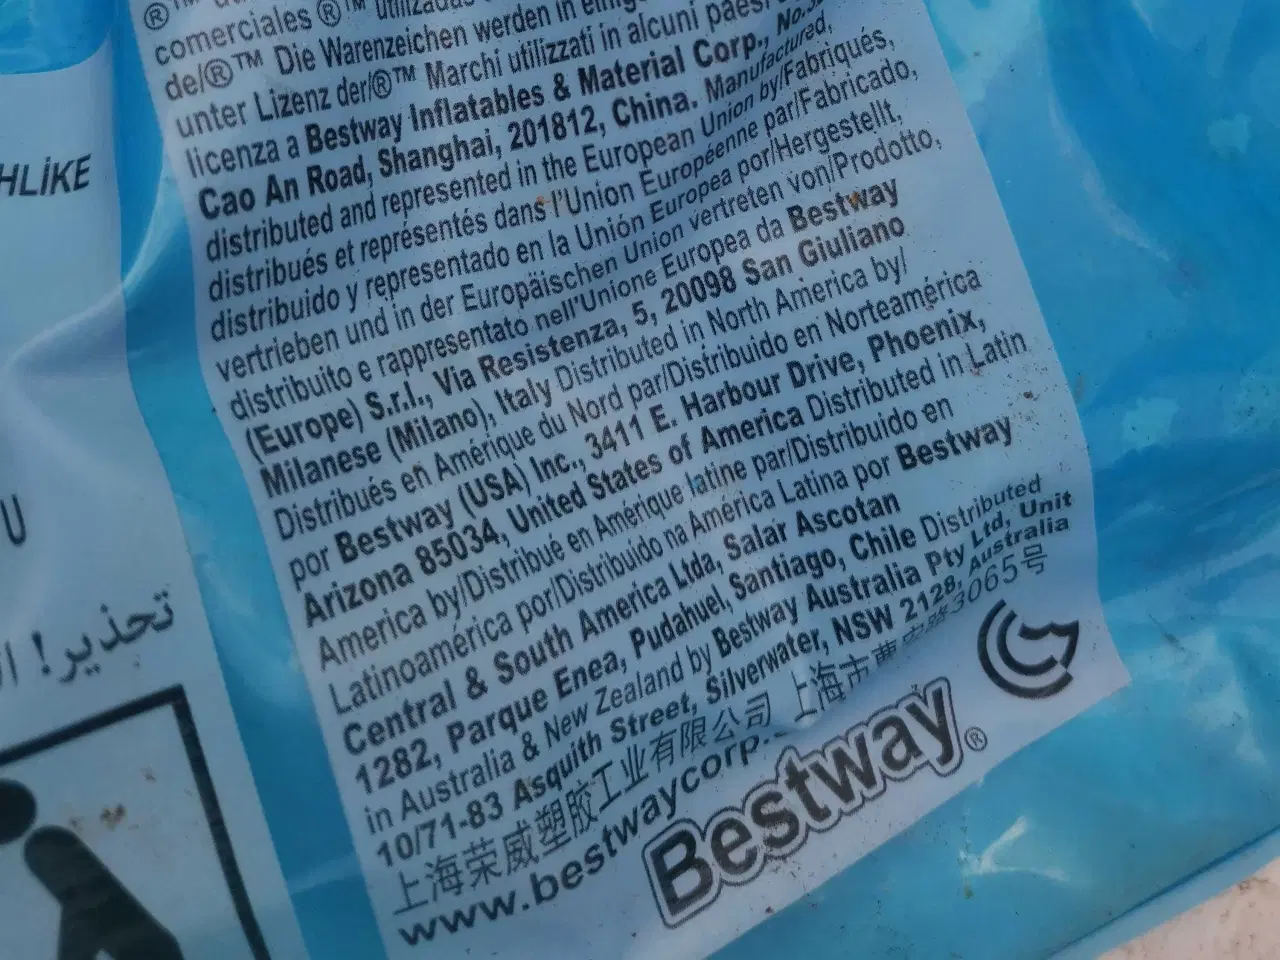 comerciales ®™ utilizadas
de/®™ Die Warenzeichen werden in
unter Lizenz der/®™ Marchi utilizzati in alcuni paesi
licenza a Bestway Inflatables & Material Corp., No.
Cao An Road, Shanghai, 201812, China. Manufactured,
distributed and represented in the European Union by/Fabriqués,
distribués et représentés dans l'Union Européenne par/Fabricado,
distribuido y representado en la Unión Europea por/Hergestellt,
vertrieben und in der Europäischen Union vertreten von/Prodotto,
distribuito e rappresentato nell'Unione Europea da Bestway
(Europe) S.r.l., Via Resistenza, 5, 20098 San Giuliano
Milanese (Milano), Italy Distributed in North America by/
Distribués en Amérique du Nord par/Distribuido en Norteamérica
por Bestway (USA) Inc., 3411 E. Harbour Drive, Phoenix,
Arizona 85034, United States of America Distributed in Latin
America by/Distribué en Amérique latine par/Distribuido en
Latinoamérica por/Distribuido na América Latina por Bestway
Central & South America Ltda, Salar Ascotan
1282, Parque Enea, Pudahuel, Santiago, Chile Distributed
in Australia & New Zealand by Bestway Australia Pty Ltd, Unit
10/71-83 Asquith Street, Silverwater, NSW 2128, Australia
上海荣威塑胶工业有限公司 上海市曹安路3065号
www.bestwaycorp.
Bestway®
HLİKE
U
تحذير!